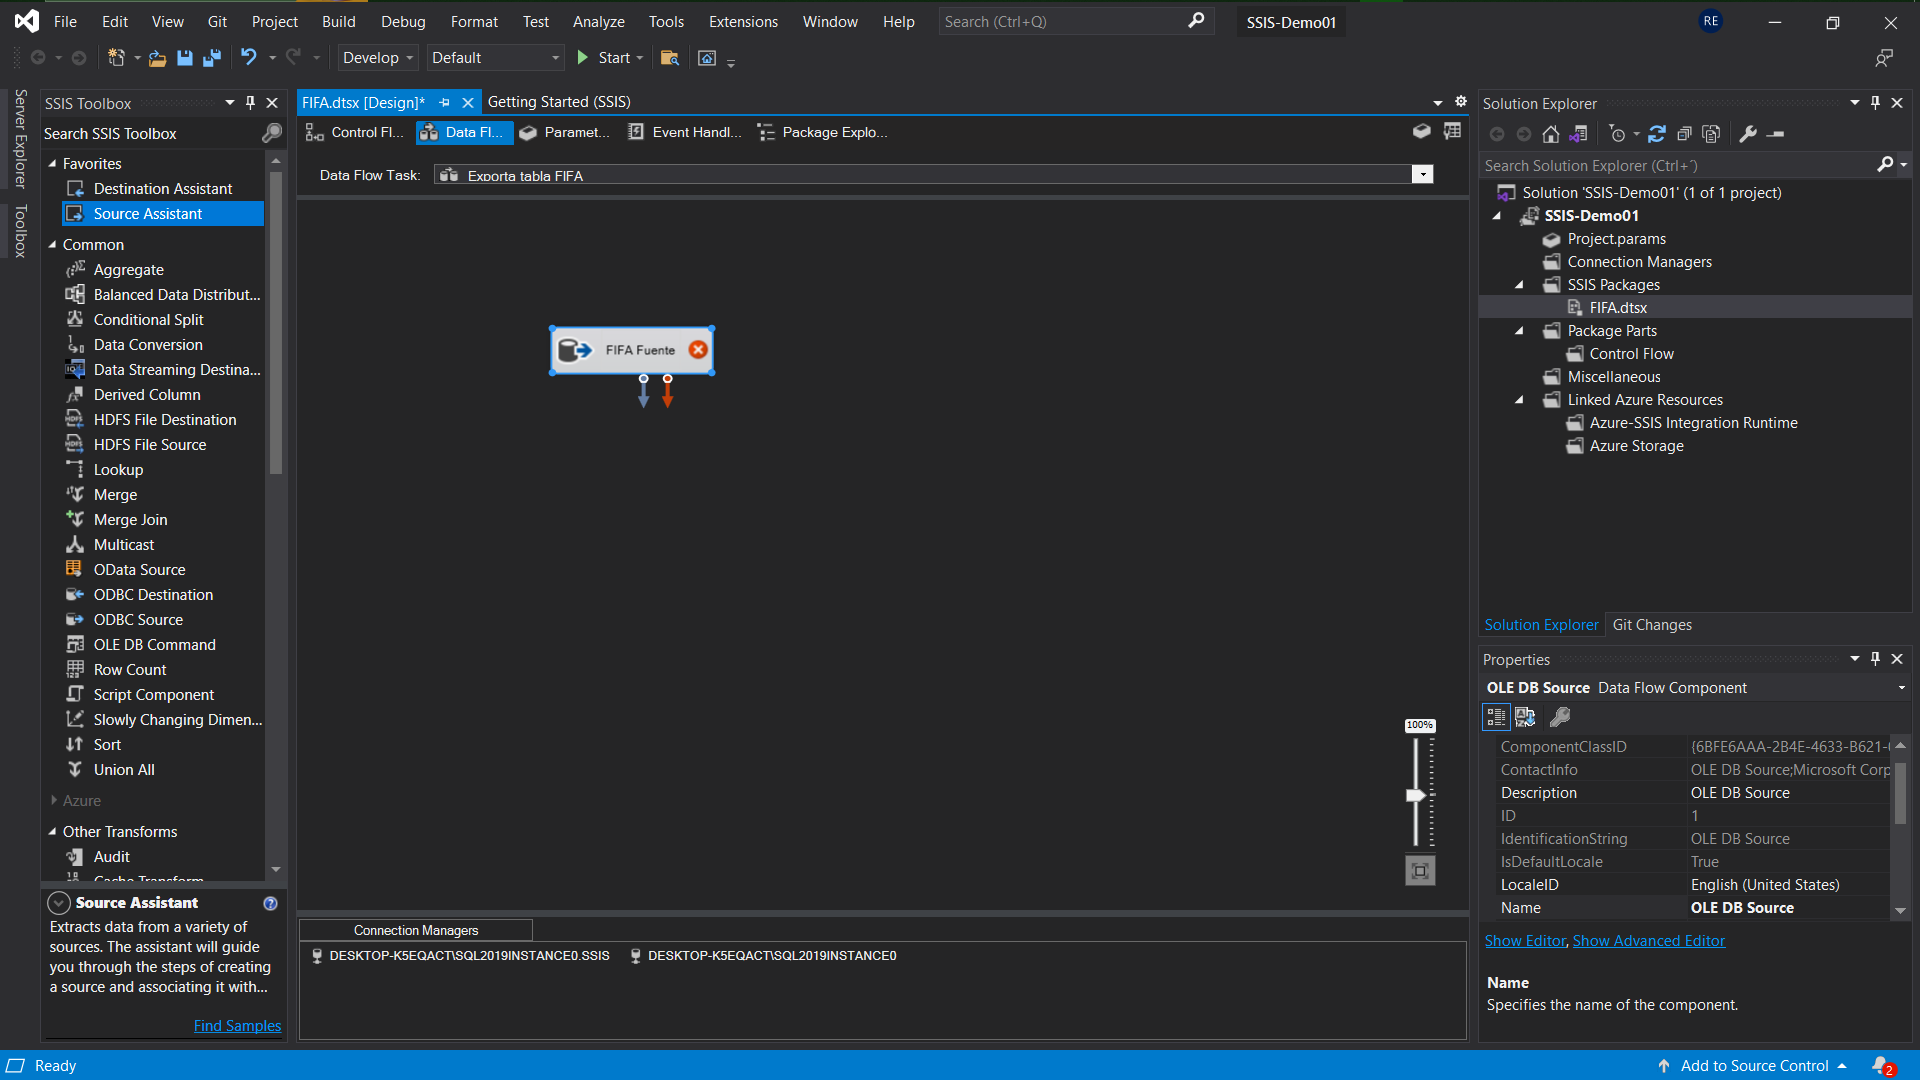 File Edit View Git Project Build Debug Format Test Analyze Tools Extensions Window Help Search (Ctrl+Q) SSIS-Demo01 RE
Develop Default Start
Server Explorer
Toolbox
SSIS Toolbox
Search SSIS Toolbox
Favorites
Destination Assistant
Source Assistant
Common
Aggregate
Balanced Data Distribut...
Conditional Split
Data Conversion
Data Streaming Destina...
Derived Column
HDFS File Destination
HDFS File Source
Lookup
Merge
Merge Join
Multicast
OData Source
ODBC Destination
ODBC Source
OLE DB Command
Row Count
Script Component
Slowly Changing Dimen...
Sort
Union All
Azure
Other Transforms
Audit
Cache Transform
Source Assistant
Extracts data from a variety of
sources. The assistant will guide
you through the steps of creating
a source and associating it with...
Find Samples
FIFA.dtsx [Design]* Getting Started (SSIS)
Control Fl... Data Fl... Paramet... Event Handl... Package Explo...
Data Flow Task: Exporta tabla FIFA
FIFA Fuente
100%
Connection Managers
DESKTOP-K5EQACT\SQL2019INSTANCE0.SSIS DESKTOP-K5EQACT\SQL2019INSTANCE0
Solution Explorer
Search Solution Explorer (Ctrl+´)
Solution 'SSIS-Demo01' (1 of 1 project)
SSIS-Demo01
Project.params
Connection Managers
SSIS Packages
FIFA.dtsx
Package Parts
Control Flow
Miscellaneous
Linked Azure Resources
Azure-SSIS Integration Runtime
Azure Storage
Solution Explorer Git Changes
Properties
OLE DB Source Data Flow Component
ComponentClassID {6BFE6AAA-2B4E-4633-B621-
ContactInfo OLE DB Source;Microsoft Corp
Description OLE DB Source
ID 1
IdentificationString OLE DB Source
IsDefaultLocale True
LocaleID English (United States)
Name OLE DB Source
Show Editor, Show Advanced Editor
Name
Specifies the name of the component.
Ready
Add to Source Control 2